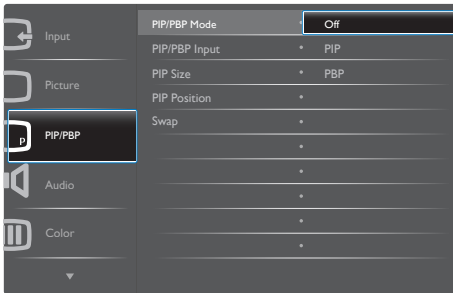 Input
Picture
P
PIP/PBP
Audio
Color
PIP/PBP Mode
PIP/PBP Input
PIP Size
PIP Position
Swap
Off
PIP
PBP